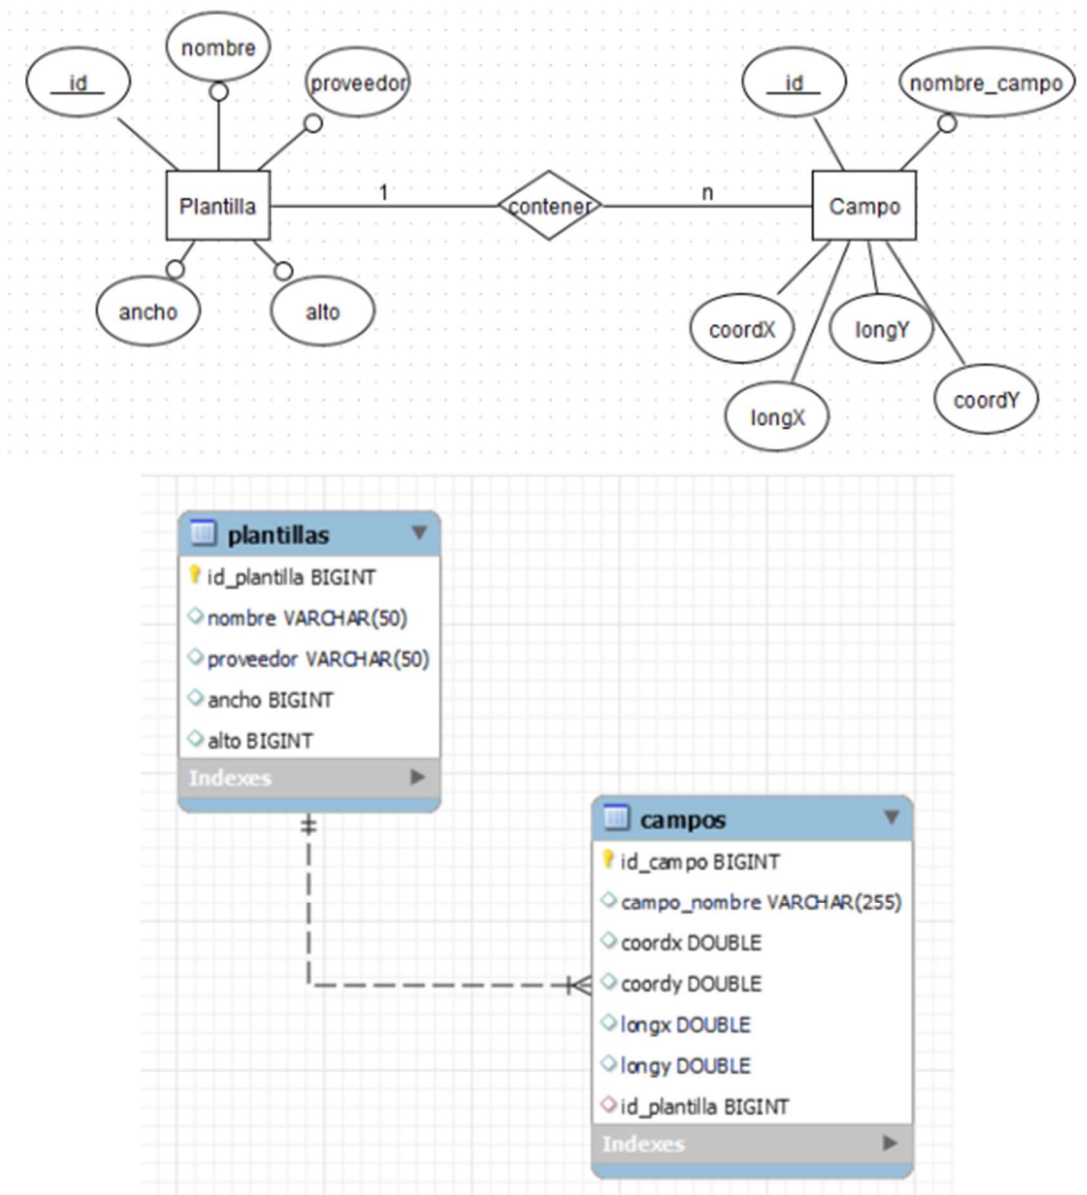 nombre
id
proveedor
id
nombre_campo
Plantilla
1
contener
n
Campo
ancho
alto
coordX
longY
longX
coordY
plantillas
id_plantilla BIGINT
nombre VARCHAR(50)
proveedor VARCHAR(50)
ancho BIGINT
alto BIGINT
Indexes
campos
id_campo BIGINT
campo_nombre VARCHAR(255)
coordx DOUBLE
coordy DOUBLE
longx DOUBLE
longy DOUBLE
id_plantilla BIGINT
Indexes